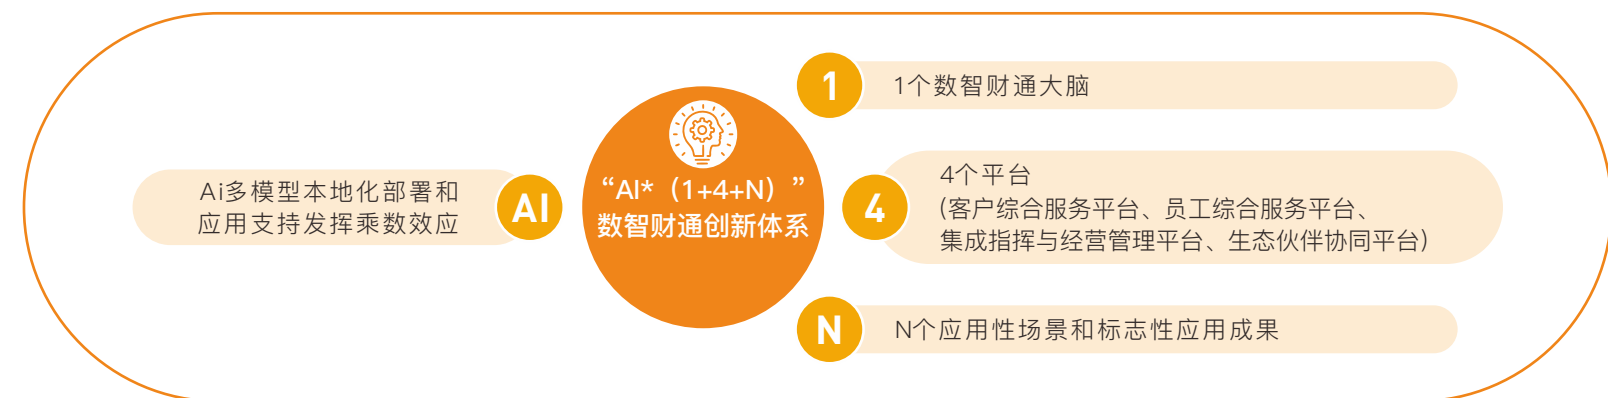 Ai多模型本地化部署和
应用支持发挥乘数效应
AI
“AI*（1+4+N）”
数智财通创新体系
1
1个数智财通大脑
4
4个平台
(客户综合服务平台、员工综合服务平台、
集成指挥与经营管理平台、生态伙伴协同平台)
N
N个应用性场景和标志性应用成果